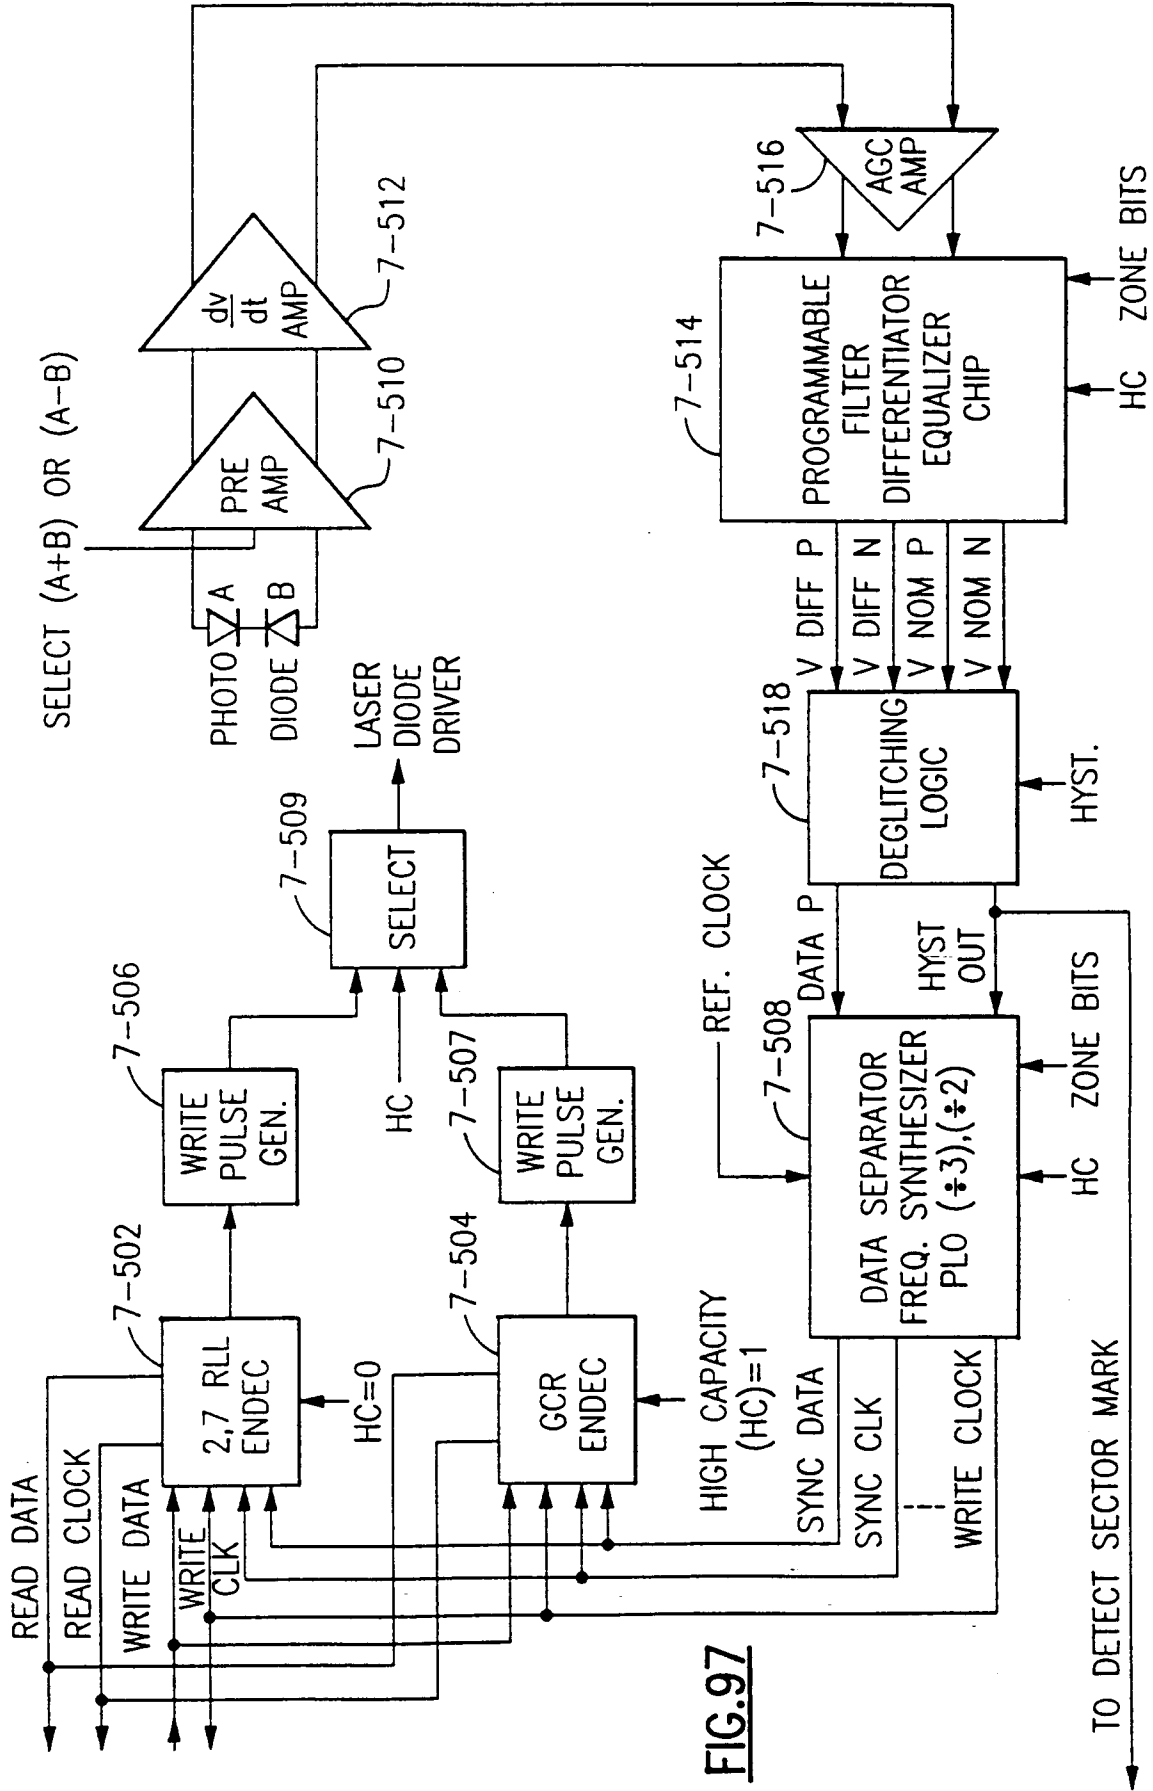 READ DATA
READ CLOCK
WRITE DATA
WRITE
CLK
7-502
2,7 RLL
ENDEC
HC=0
7-506
WRITE
PULSE
GEN.
7-504
GCR
ENDEC
HIGH CAPACITY
(HC)=1
7-507
WRITE
PULSE
GEN.
HC
7-509
SELECT
LASER
DIODE
DRIVER
SELECT (A+B) OR (A−B)
PHOTO
DIODE
A
B
PRE
AMP
7-510
dv
dt
AMP
7-512
FIG.97
SYNC DATA
SYNC CLK
WRITE CLOCK
REF. CLOCK
7-508
DATA SEPARATOR
FREQ. SYNTHESIZER
PLO (÷3),(÷2)
HC
ZONE BITS
DATA P
HYST
OUT
7-518
DEGLITCHING
LOGIC
HYST.
V DIFF P
V DIFF N
V NOM P
V NOM N
7-514
PROGRAMMABLE
FILTER
DIFFERENTIATOR
EQUALIZER
CHIP
HC
ZONE BITS
7-516
AGC
AMP
TO DETECT SECTOR MARK